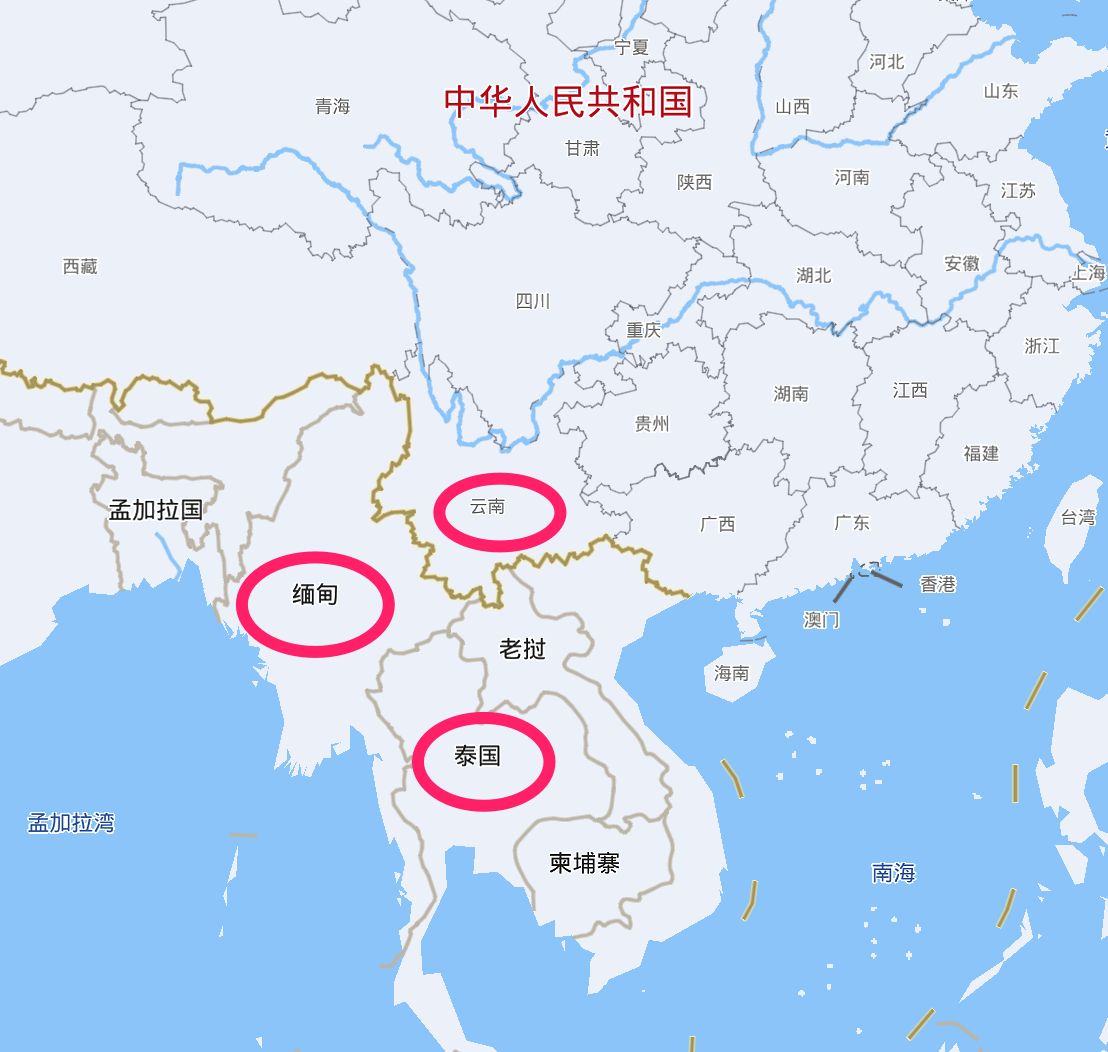 宁夏
河北
山东
中华人民共和国
青海
山西
甘肃
陕西
河南
江苏
西藏
湖北
安徽
上海
四川
重庆
浙江
湖南
江西
贵州
福建
云南
孟加拉国
广西
广东
台湾
缅甸
香港
澳门
老挝
海南
泰国
孟加拉湾
柬埔寨
南海